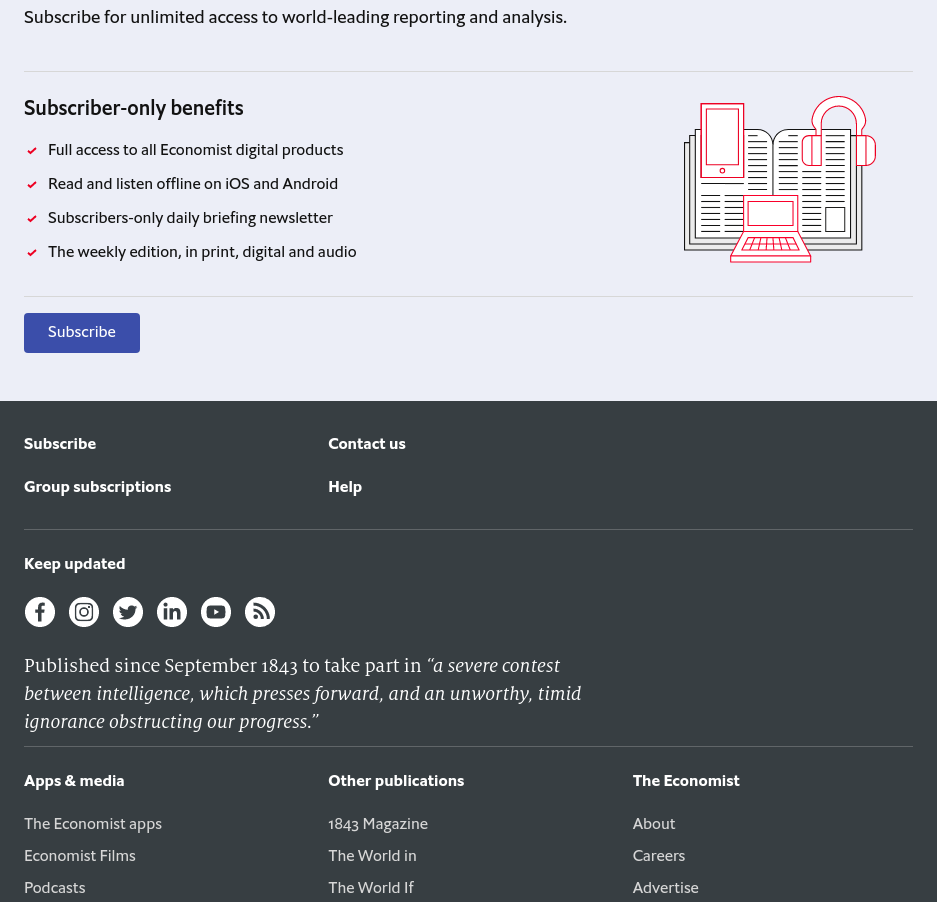 Subscribe for unlimited access to world-leading reporting and analysis.
Subscriber-only benefits
Full access to all Economist digital products
Read and listen offline on iOS and Android
Subscribers-only daily briefing newsletter
The weekly edition, in print, digital and audio
Subscribe
Subscribe
Contact us
Group subscriptions
Help
Keep updated
Published since September 1843 to take part in “a severe contest
between intelligence, which presses forward, and an unworthy, timid
ignorance obstructing our progress.”
Apps & media
Other publications
The Economist
The Economist apps
1843 Magazine
About
Economist Films
The World in
Careers
Podcasts
The World If
Advertise